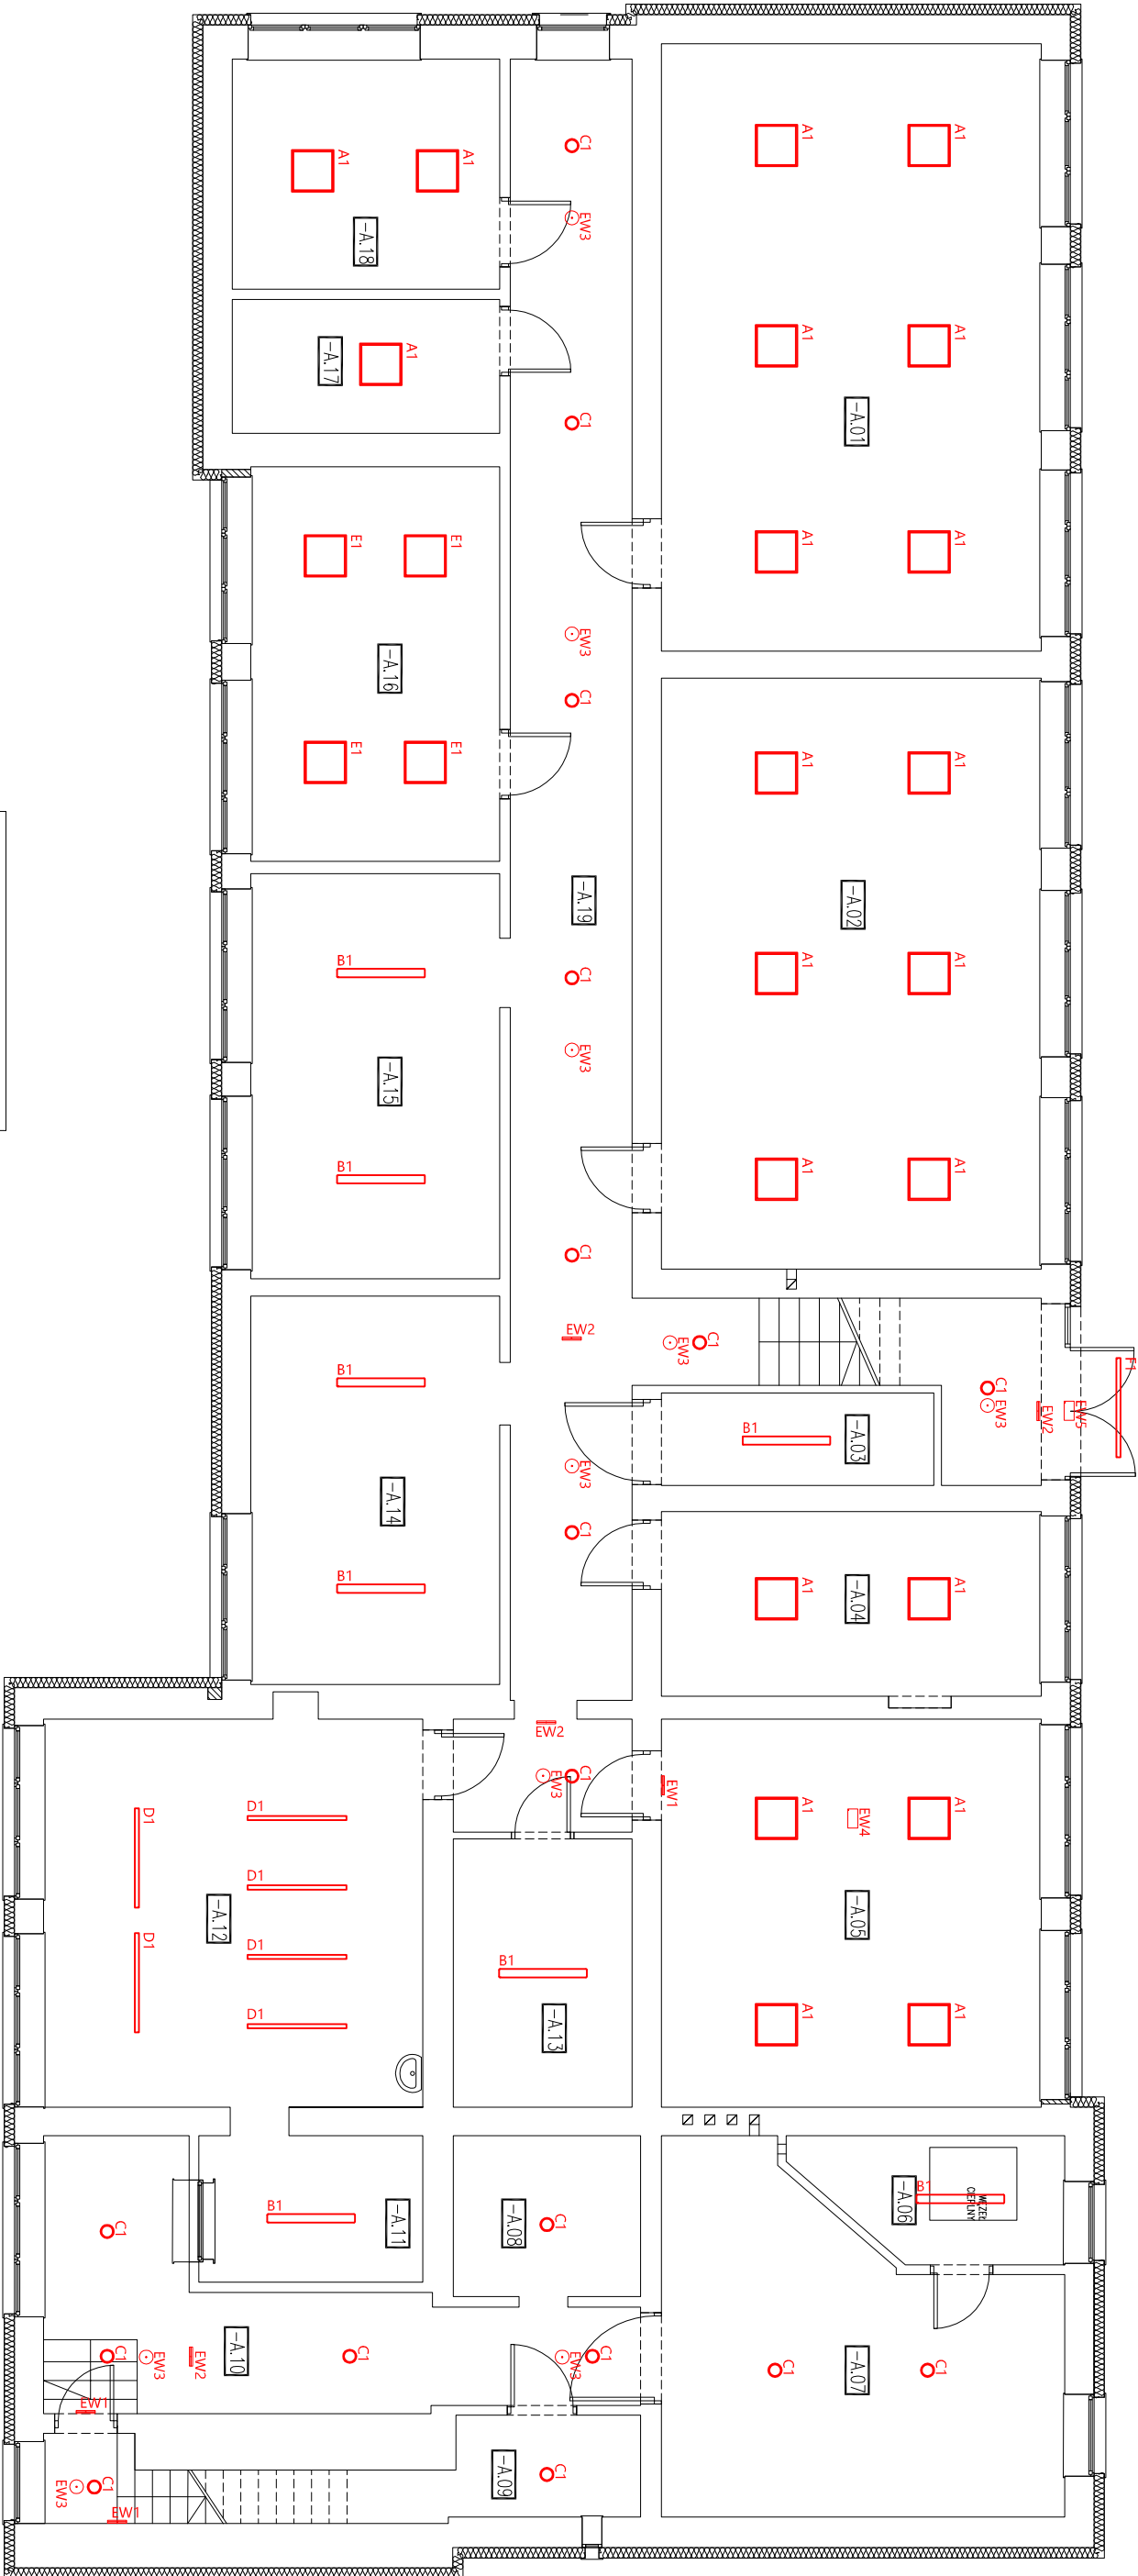 A1
A1
C1
EW3
A1
A1
-A.18
A1
A1
A1
-A.17
C1
-A.01
A1
A1
E1
E1
EW3
-A.16
C1
E1
E1
A1
A1
-A.19
-A.02
B1
C1
A1
A1
EW3
-A.15
B1
A1
A1
C1
EW2
EW3
C1
F1
B1
C1
EW3
EW2
EW5
B1
-A.03
EW3
-A.14
C1
B1
A1
-A.04
A1
EW2
EW3
C1
EW1
D1
D1
A1
EW4
A1
D1
-A.12
-A.05
D1
D1
B1
-A.13
D1
A1
A1
B1
-A.06
WĘZEŁ
CIEPLNY
C1
B1
-A.11
-A.08
C1
C1
EW3
EW2
-A.10
C1
EW3
C1
C1
-A.07
C1
EW1
EW3
C1
EW1
-A.09
C1